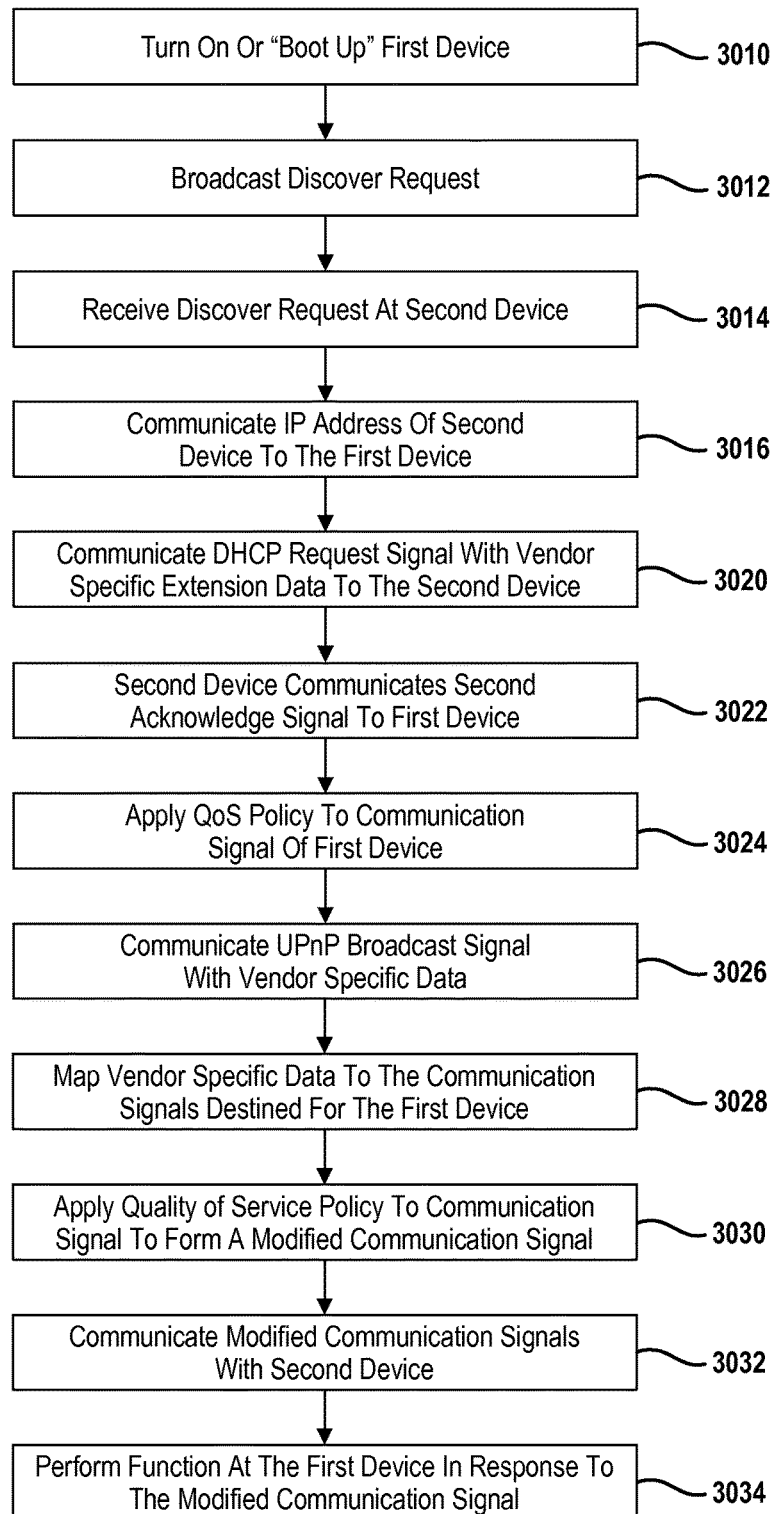 Turn On Or “Boot Up” First Device
3010
Broadcast Discover Request
3012
Receive Discover Request At Second Device
3014
Communicate IP Address Of Second
Device To The First Device
3016
Communicate DHCP Request Signal With Vendor
Specific Extension Data To The Second Device
3020
Second Device Communicates Second
Acknowledge Signal To First Device
3022
Apply QoS Policy To Communication
Signal Of First Device
3024
Communicate UPnP Broadcast Signal
With Vendor Specific Data
3026
Map Vendor Specific Data To The Communication
Signals Destined For The First Device
3028
Apply Quality of Service Policy To Communication
Signal To Form A Modified Communication Signal
3030
Communicate Modified Communication Signals
With Second Device
3032
Perform Function At The First Device In Response To
The Modified Communication Signal
3034